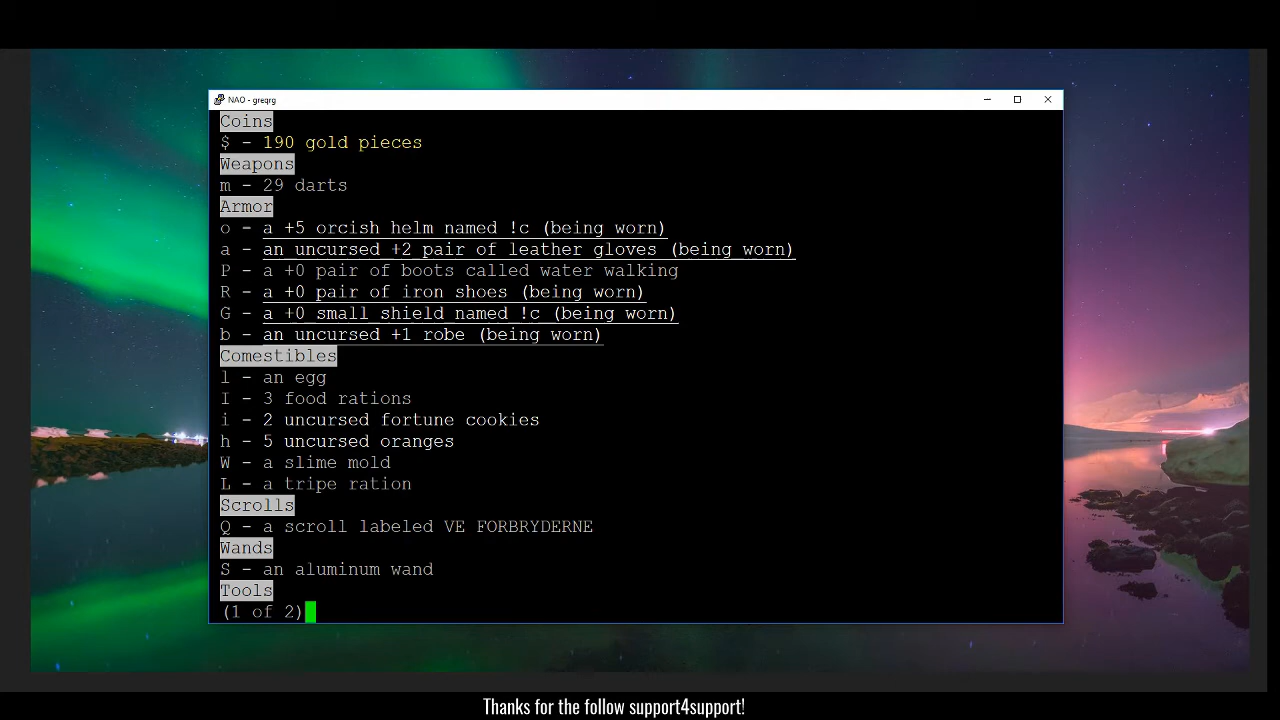 NAO - greqrg
Coins
$ - 190 gold pieces
Weapons
m - 29 darts
Armor
o - a +5 orcish helm named !c (being worn)
a - an uncursed +2 pair of leather gloves (being worn)
P - a +0 pair of boots called water walking
R - a +0 pair of iron shoes (being worn)
G - a +0 small shield named !c (being worn)
b - an uncursed +1 robe (being worn)
Comestibles
l - an egg
I - 3 food rations
i - 2 uncursed fortune cookies
h - 5 uncursed oranges
W - a slime mold
L - a tripe ration
Scrolls
Q - a scroll labeled VE FORBRYDERNE
Wands
S - an aluminum wand
Tools
(1 of 2)
Thanks for the follow support4support!